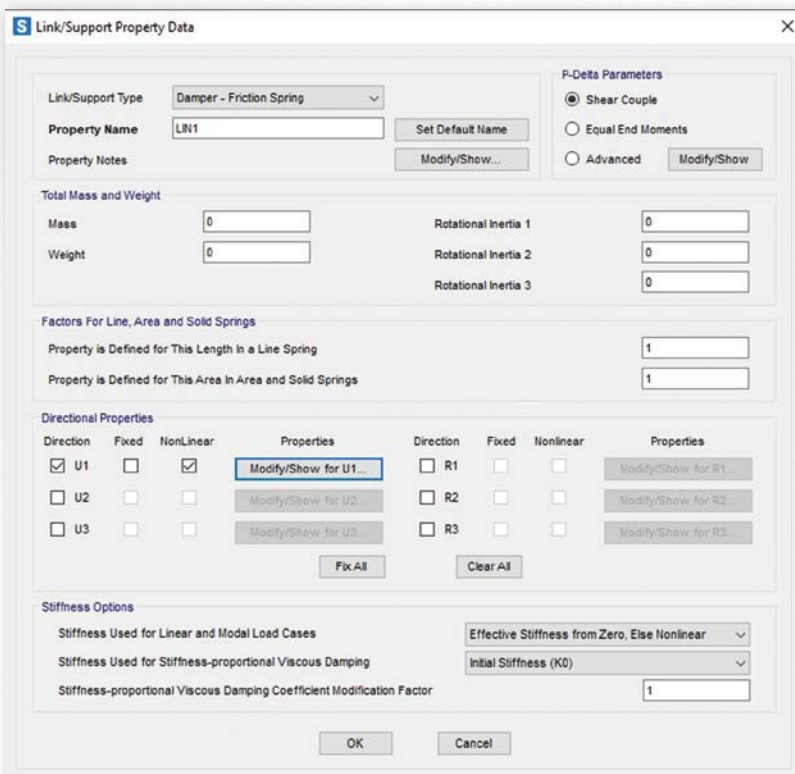 S Link/Support Property Data X
P-Delta Parameters
Link/Support Type Damper - Friction Spring
Shear Couple
Property Name LIN1 Set Default Name
Equal End Moments
Property Notes Modify/Show...
Advanced Modify/Show
Total Mass and Weight
Mass 0 Rotational Inertia 1 0
Weight 0 Rotational Inertia 2 0
Rotational Inertia 3 0
Factors For Line, Area and Solid Springs
Property is Defined for This Length In a Line Spring 1
Property is Defined for This Area In Area and Solid Springs 1
Directional Properties
Direction Fixed NonLinear Properties Direction Fixed Nonlinear Properties
U1 Modify/Show for U1... R1 Modify/Show for R1...
U2 Modify/Show for U2... R2 Modify/Show for R2...
U3 Modify/Show for U3... R3 Modify/Show for R3...
Fix All Clear All
Stiffness Options
Stiffness Used for Linear and Modal Load Cases Effective Stiffness from Zero, Else Nonlinear
Stiffness Used for Stiffness-proportional Viscous Damping Initial Stiffness (K0)
Stiffness-proportional Viscous Damping Coefficient Modification Factor 1
OK Cancel